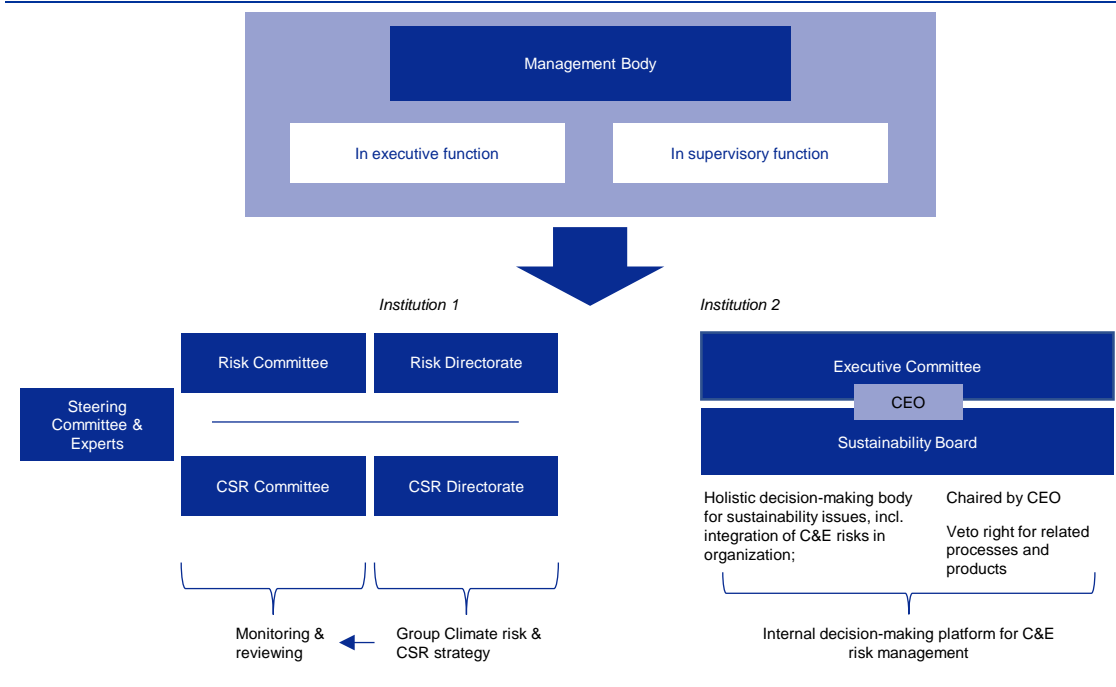 Management Body
In executive function
In supervisory function
Institution 1
Institution 2
Risk Committee
Risk Directorate
Steering
Committee &
Experts
CSR Committee
CSR Directorate
Executive Committee
CEO
Sustainability Board
Holistic decision-making body
for sustainability issues, incl.
integration of C&E risks in
organization;
Chaired by CEO
Veto right for related
processes and
products
Monitoring &
reviewing
Group Climate risk &
CSR strategy
Internal decision-making platform for C&E
risk management